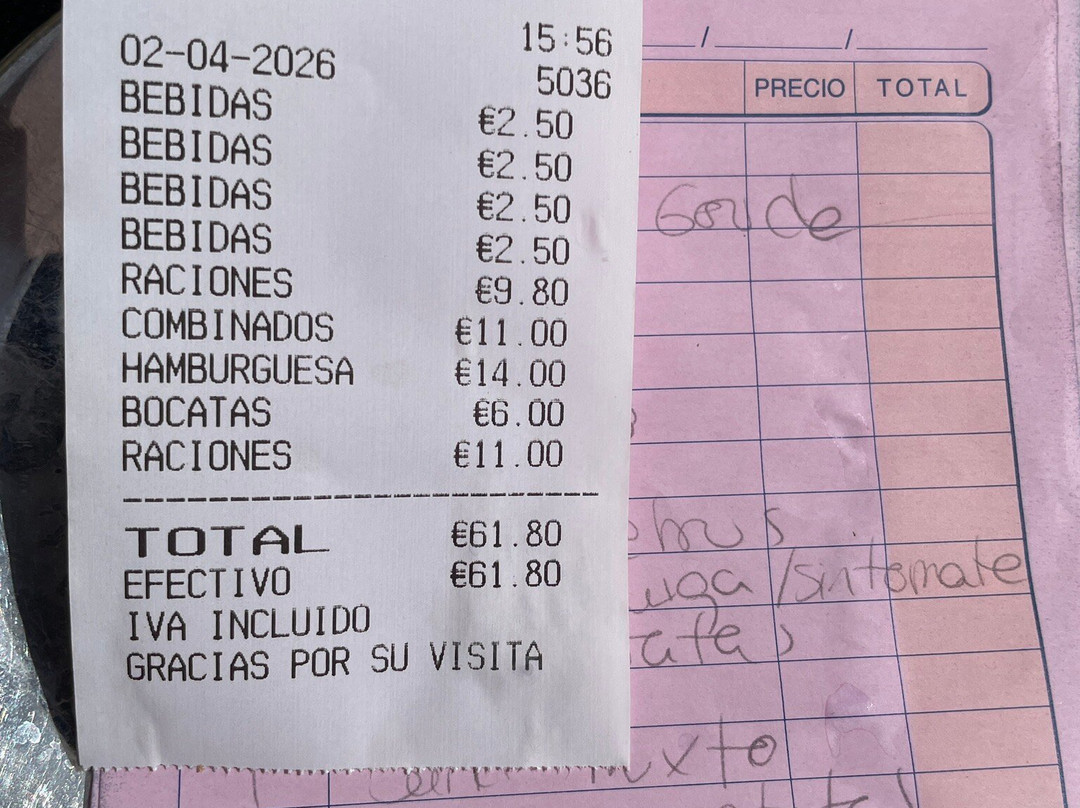 02-04-2026 15:56
5036
BEBIDAS €2.50
BEBIDAS €2.50
BEBIDAS €2.50
BEBIDAS €2.50
RACIONES €9.80
COMBINADOS €11.00
HAMBURGUESA €14.00
BOCATAS €6.00
RACIONES €11.00
TOTAL €61.80
EFECTIVO €61.80
IVA INCLUIDO
GRACIAS POR SU VISITA
PRECIO TOTAL
/sin tomate